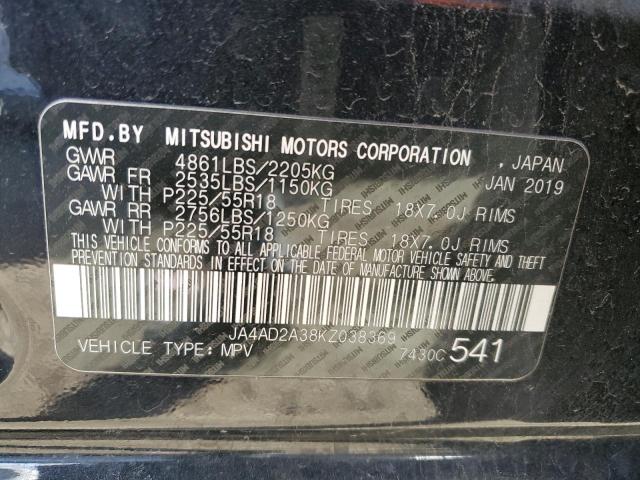 MFD.BY MITSUBISHI MOTORS CORPORATION , JAPAN
GWR 4861LBS/2205KG JAN 2019
GAWR FR 2535LBS/1150KG
WITH P225/55R18 TIRES, 18X7.0J RIMS
GAWR RR 2756LBS/1250KG
WITH P225/55R18 TIRES, 18X7.0J RIMS
THIS VEHICLE CONFORMS TO ALL APPLICABLE FEDERAL MOTOR VEHICLE SAFETY AND THEFT
PREVENTION STANDARDS IN EFFECT ON THE DATE OF MANUFACTURE SHOWN ABOVE.
JA4AD2A38KZ038369
VEHICLE TYPE: MPV 7430C 541